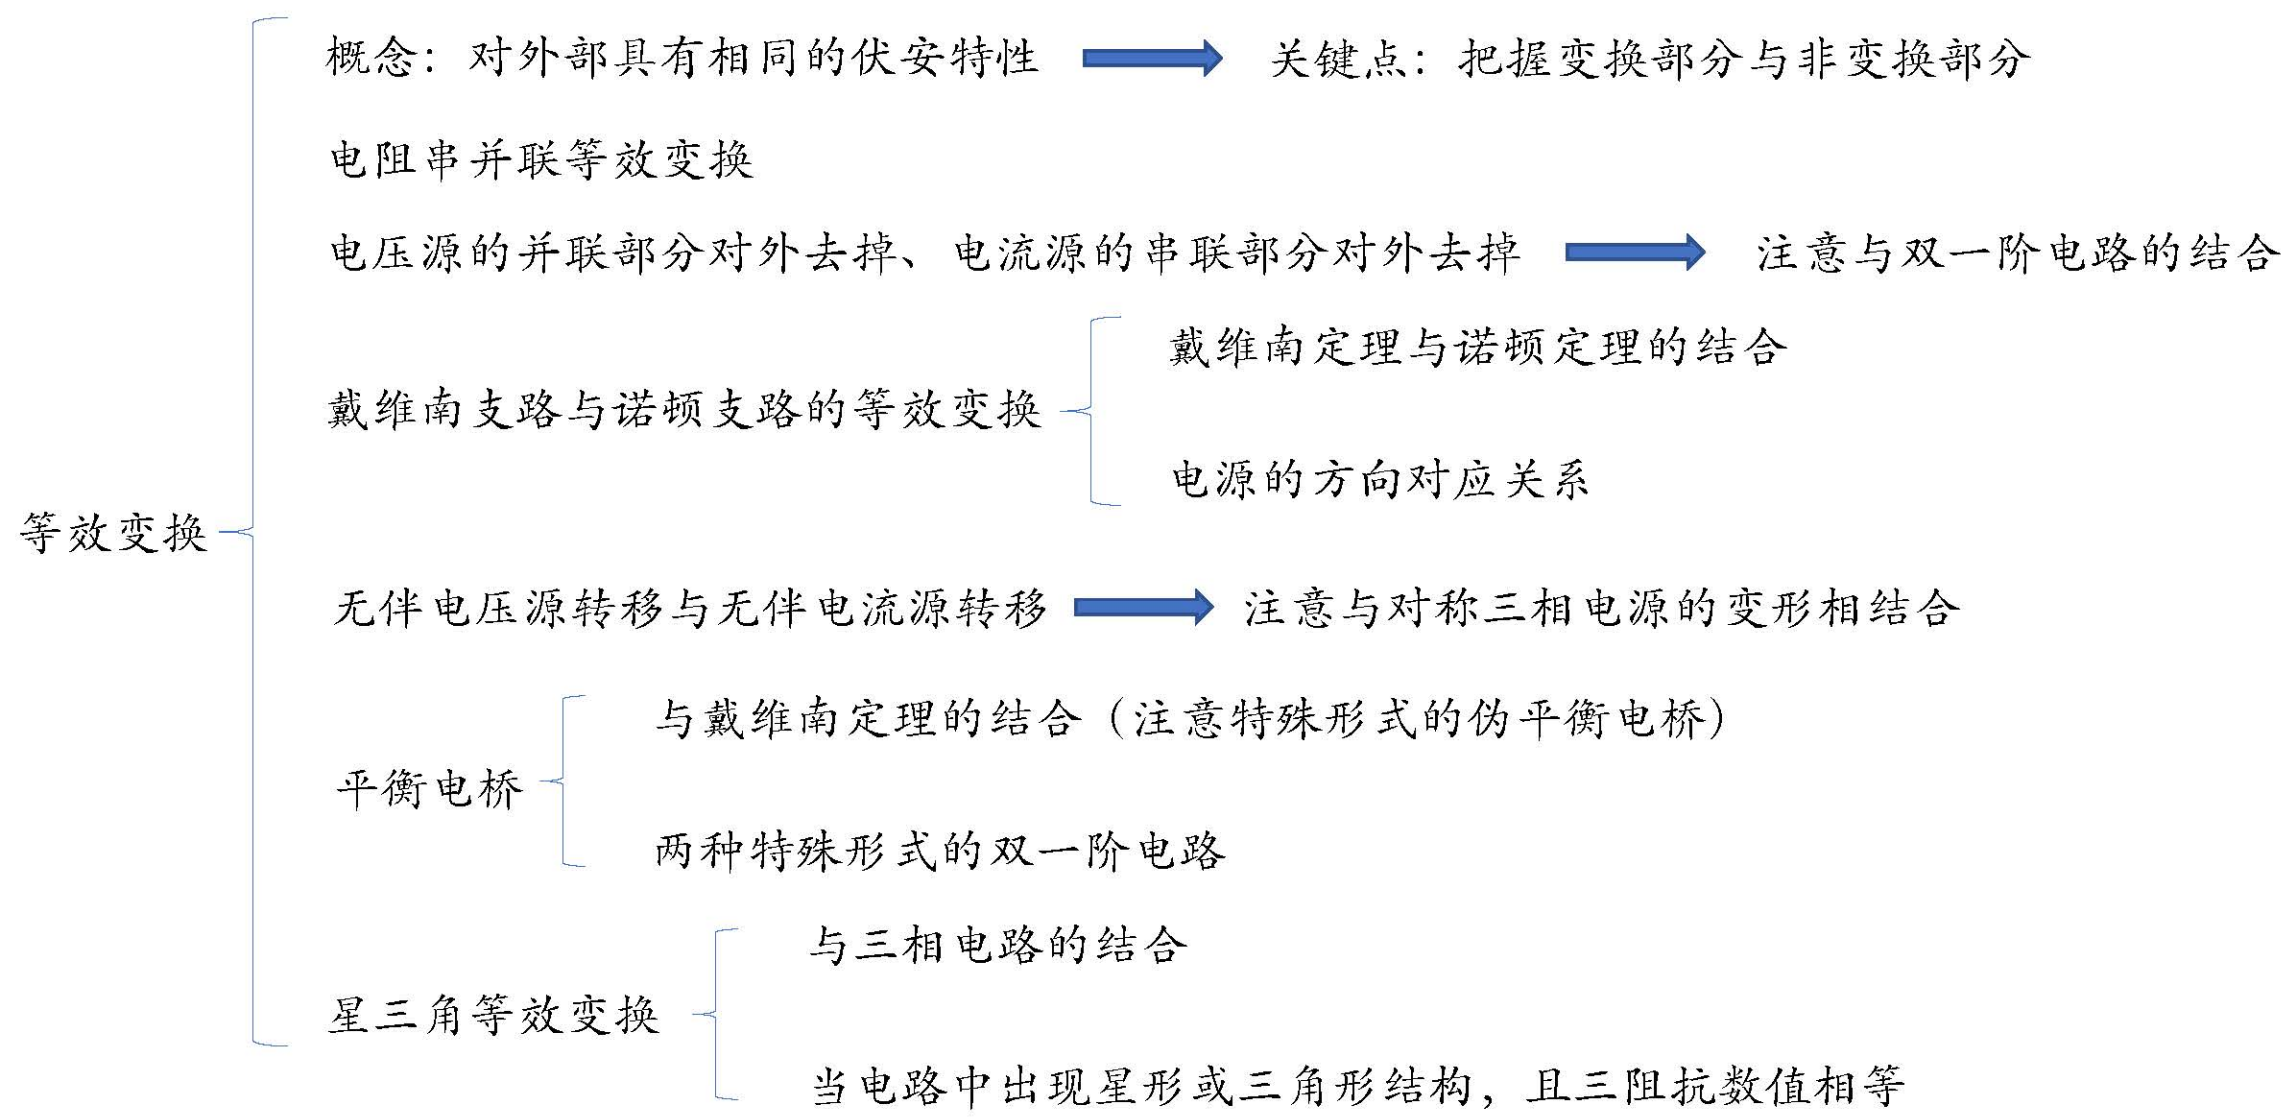 概念：对外部具有相同的伏安特性 关键点：把握变换部分与非变换部分
电阻串并联等效变换
电压源的并联部分对外去掉、电流源的串联部分对外去掉 注意与双一阶电路的结合
戴维南定理与诺顿定理的结合
戴维南支路与诺顿支路的等效变换
电源的方向对应关系
等效变换
无伴电压源转移与无伴电流源转移 注意与对称三相电源的变形相结合
与戴维南定理的结合（注意特殊形式的伪平衡电桥）
平衡电桥
两种特殊形式的双一阶电路
与三相电路的结合
星三角等效变换
当电路中出现星形或三角形结构，且三阻抗数值相等